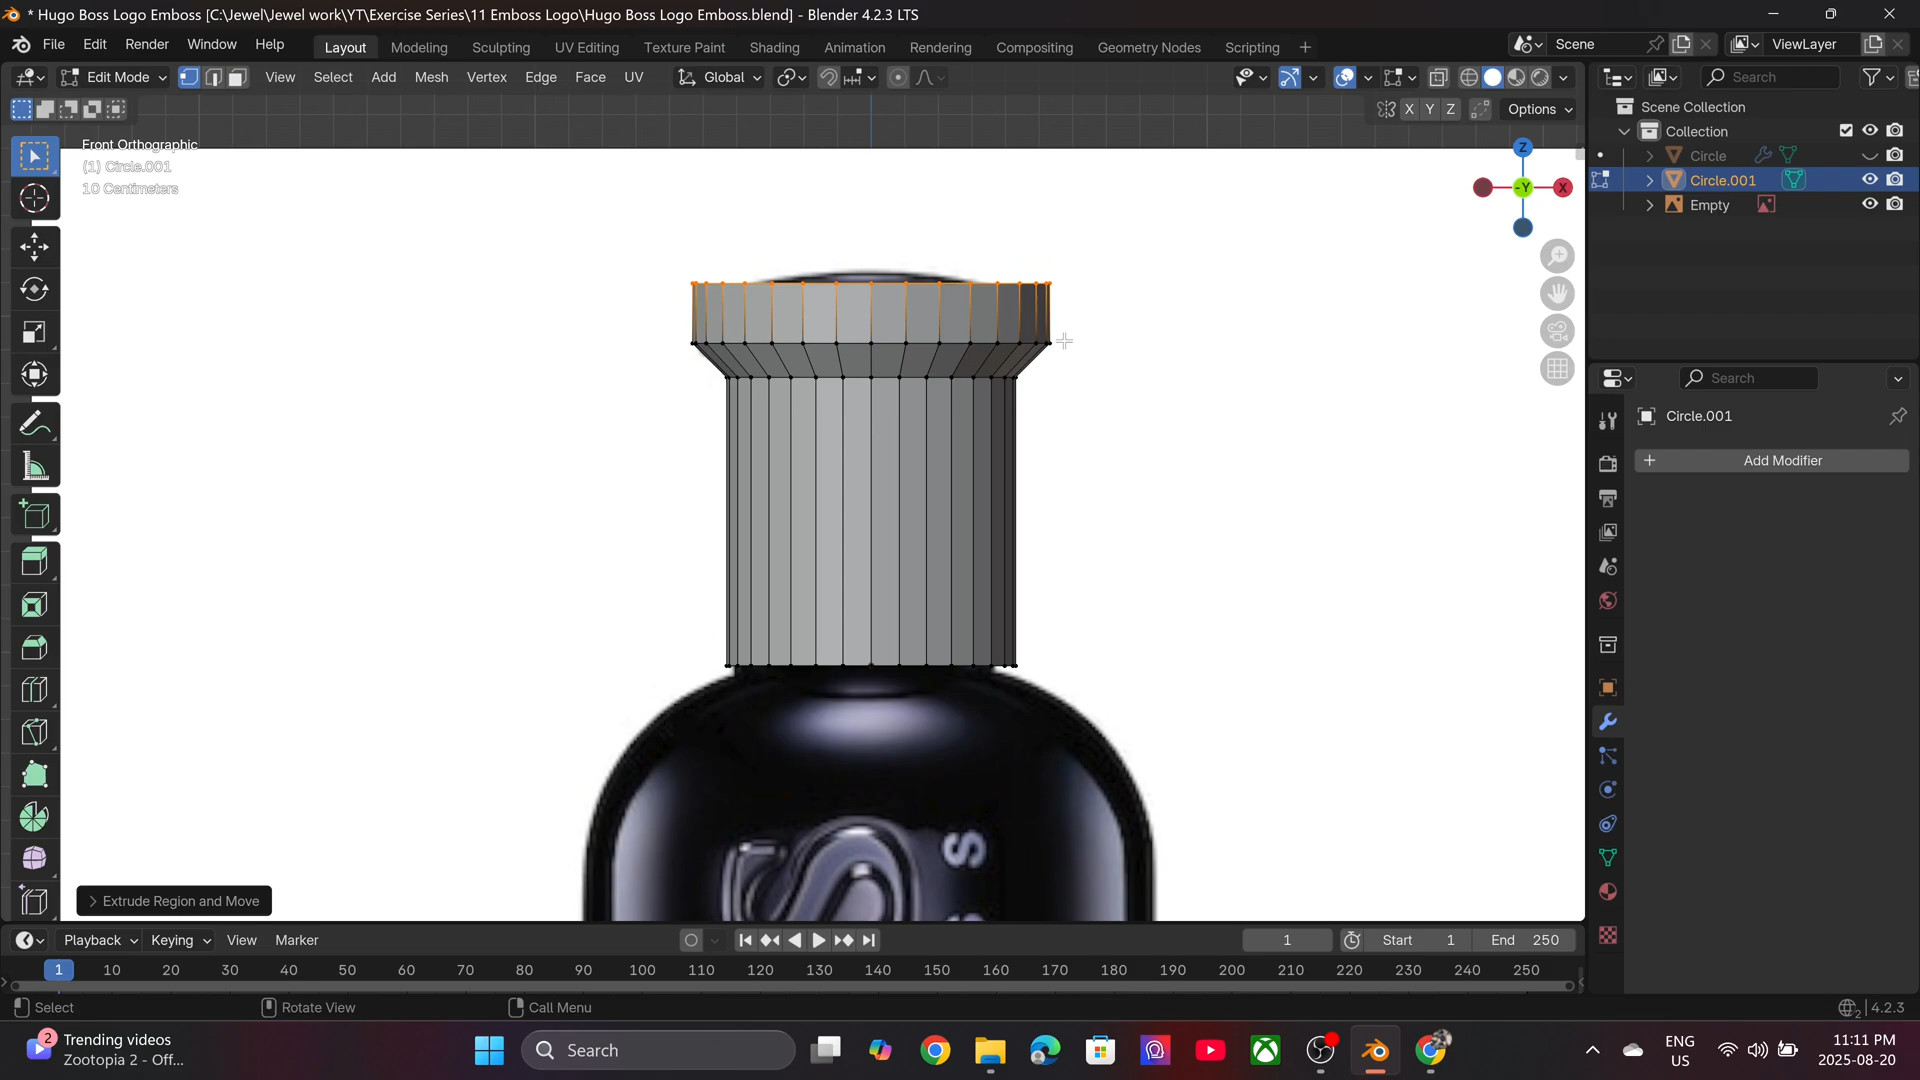 * Hugo Boss Logo Emboss [C:\Jewel\Jewel work\YT\Exercise Series\11 Emboss Logo\Hugo Boss Logo Emboss.blend] - Blender 4.2.3 LTS
File Edit Render Window Help
Layout Modeling Sculpting UV Editing Texture Paint Shading Animation Rendering Compositing Geometry Nodes Scripting +
Scene
ViewLayer
Edit Mode
View Select Add Mesh Vertex Edge Face UV
Global
Search
X Y Z
Options
Front Orthographic
(1) Circle.001
10 Centimeters
Z
-Y
X
Scene Collection
Collection
Circle
Circle.001
Empty
Search
Circle.001
+ Add Modifier
S
Extrude Region and Move
Playback Keying View Marker
1
Start 1
End 250
1 10 20 30 40 50 60 70 80 90 100 110 120 130 140 150 160 170 180 190 200 210 220 230 240 250
Select
Rotate View
Call Menu
2 4.2.3
2
Trending videos
Zootopia 2 - Off...
Search
ENG
US
11:11 PM
2025-08-20